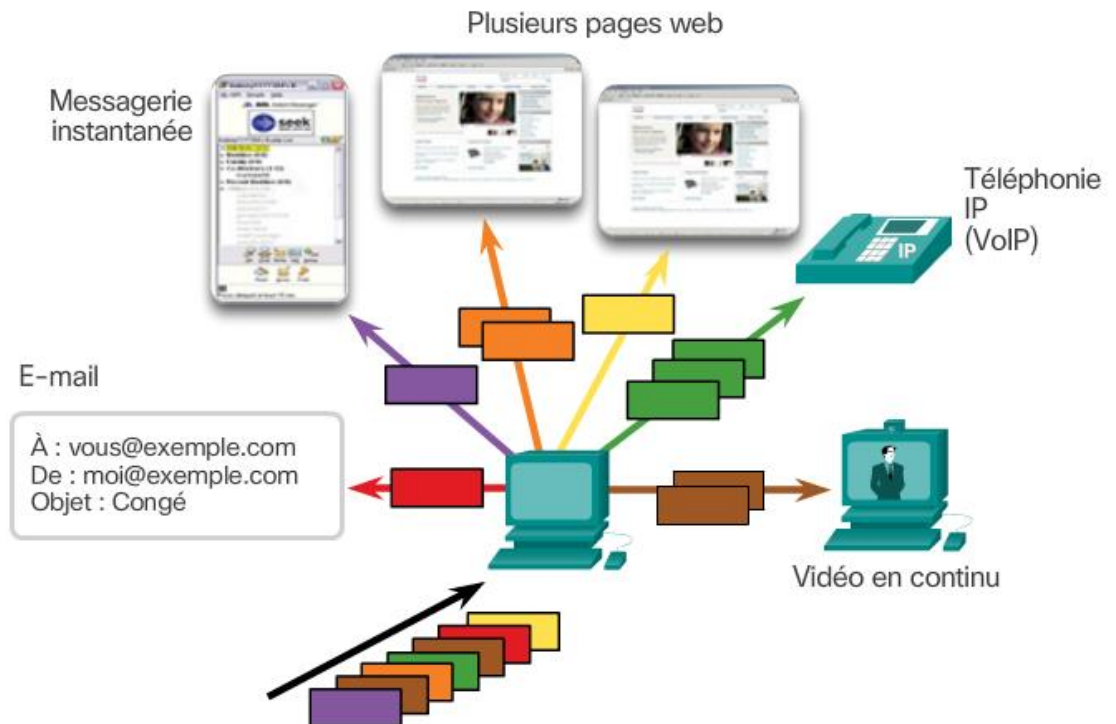 Plusieurs pages web
Messagerie
instantanée
seek
Téléphonie
IP
(VoIP)
IP
E-mail
À : vous@exemple.com
De : moi@exemple.com
Objet : Congé
Vidéo en continu